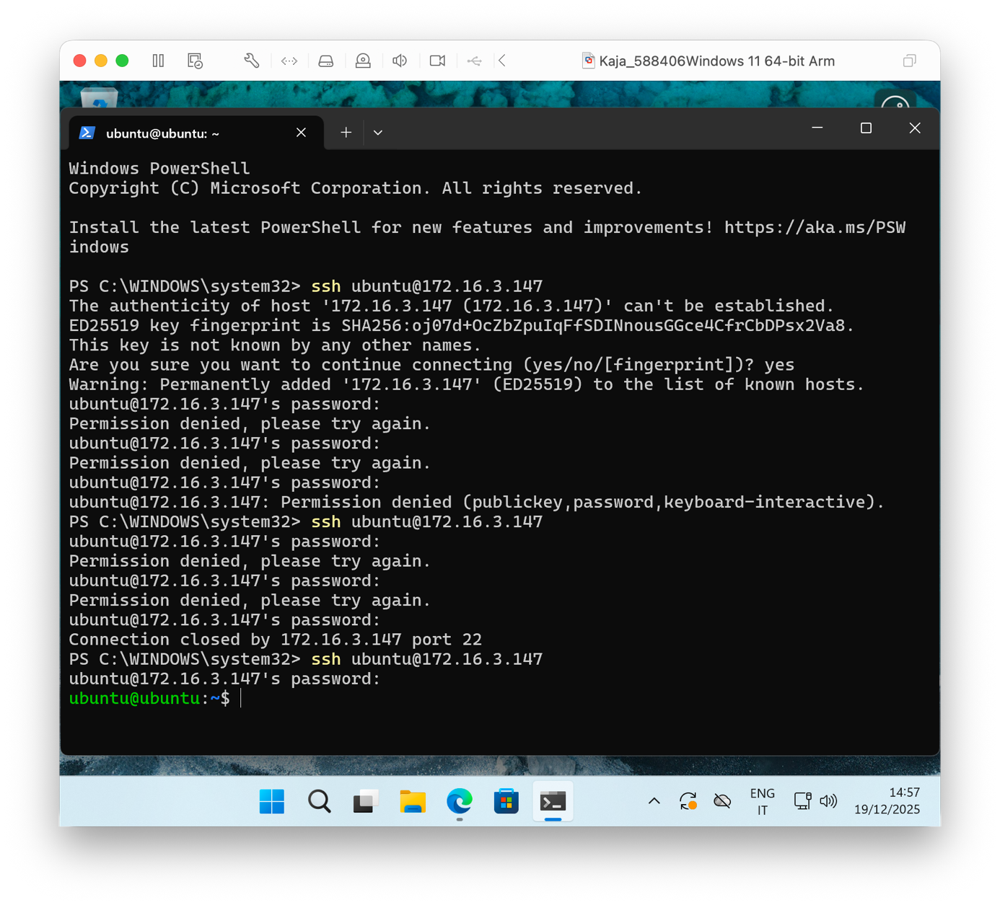 Kaja_588406Windows 11 64-bit Arm
ubuntu@ubuntu: ~
Windows PowerShell
Copyright (C) Microsoft Corporation. All rights reserved.
Install the latest PowerShell for new features and improvements! https://aka.ms/PSW
indows
PS C:\WINDOWS\system32> ssh ubuntu@172.16.3.147
The authenticity of host '172.16.3.147 (172.16.3.147)' can't be established.
ED25519 key fingerprint is SHA256:oj07d+OcZbZpuIqFfSDINnousGGce4CfrCbDPsx2Va8.
This key is not known by any other names.
Are you sure you want to continue connecting (yes/no/[fingerprint])? yes
Warning: Permanently added '172.16.3.147' (ED25519) to the list of known hosts.
ubuntu@172.16.3.147's password:
Permission denied, please try again.
ubuntu@172.16.3.147's password:
Permission denied, please try again.
ubuntu@172.16.3.147's password:
ubuntu@172.16.3.147: Permission denied (publickey,password,keyboard-interactive).
PS C:\WINDOWS\system32> ssh ubuntu@172.16.3.147
ubuntu@172.16.3.147's password:
Permission denied, please try again.
ubuntu@172.16.3.147's password:
Permission denied, please try again.
ubuntu@172.16.3.147's password:
Connection closed by 172.16.3.147 port 22
PS C:\WINDOWS\system32> ssh ubuntu@172.16.3.147
ubuntu@172.16.3.147's password:
ubuntu@ubuntu:~$
ENG
IT
14:57
19/12/2025